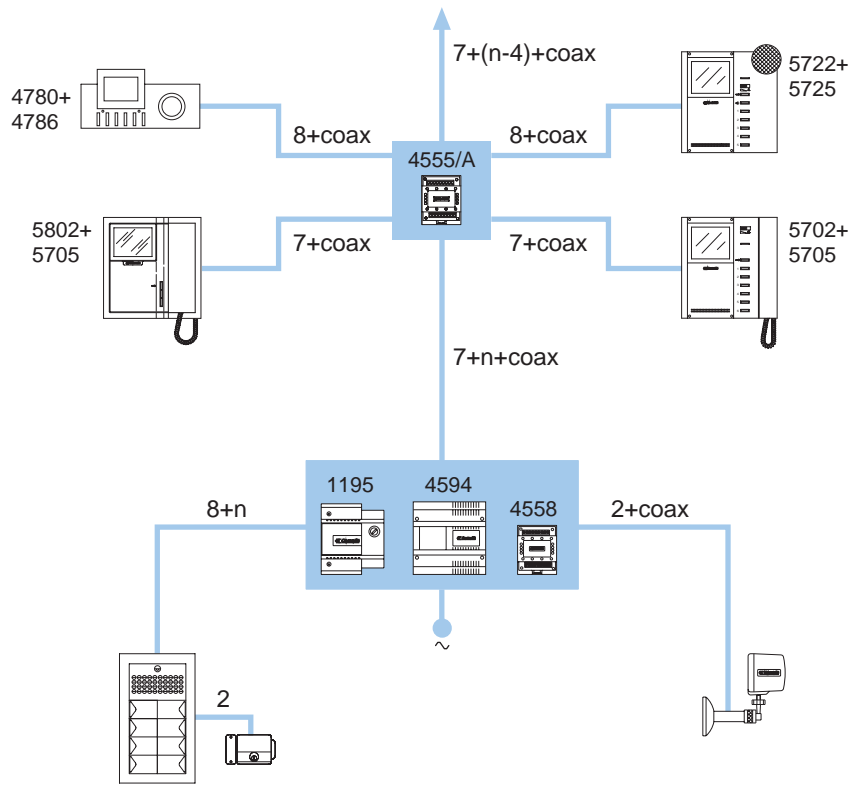 7+(n-4)+coax
4780+
4786
5722+
5725
8+coax
8+coax
4555/A
5802+
5705
7+coax
7+coax
5702+
5705
7+n+coax
1195
4594
4558
8+n
2+coax
~
2